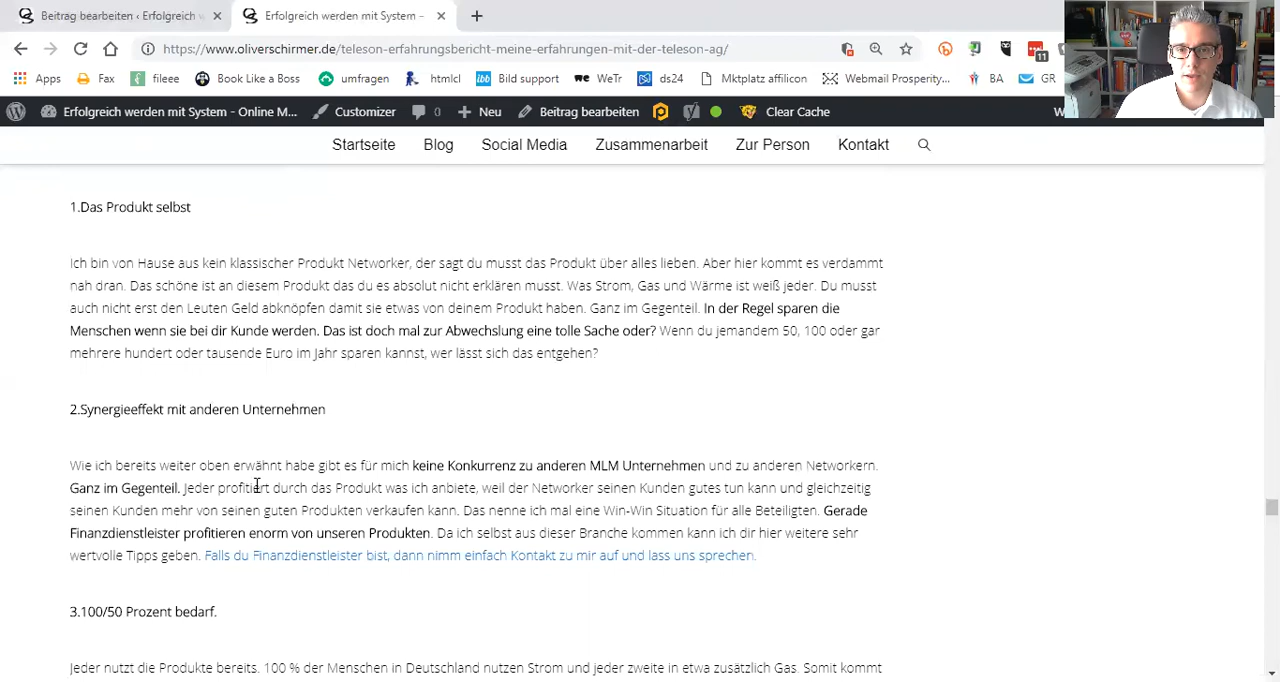 Beitrag bearbeiten ‹ Erfolgreich
Erfolgreich werden mit System –
https://www.oliverschirmer.de/teleson-erfahrungsbericht-meine-erfahrungen-mit-der-teleson-ag/
11
Apps
Fax
fileee
Book Like a Boss
umfragen
htmlcl
Bild support
WeTr
ds24
Mktplatz affilicon
Webmail Prosperity...
BA
GR
Erfolgreich werden mit System - Online M...
Customizer
0
Neu
Beitrag bearbeiten
Clear Cache
W
Startseite
Blog
Social Media
Zusammenarbeit
Zur Person
Kontakt
1.Das Produkt selbst
Ich bin von Hause aus kein klassischer Produkt Networker, der sagt du musst das Produkt über alles lieben. Aber hier kommt es verdammt
nah dran. Das schöne ist an diesem Produkt das du es absolut nicht erklären musst. Was Strom, Gas und Wärme ist weiß jeder. Du musst
auch nicht erst den Leuten Geld abknöpfen damit sie etwas von deinem Produkt haben. Ganz im Gegenteil. In der Regel sparen die
Menschen wenn sie bei dir Kunde werden. Das ist doch mal zur Abwechslung eine tolle Sache oder? Wenn du jemandem 50, 100 oder gar
mehrere hundert oder tausende Euro im Jahr sparen kannst, wer lässt sich das entgehen?
2.Synergieeffekt mit anderen Unternehmen
Wie ich bereits weiter oben erwähnt habe gibt es für mich keine Konkurrenz zu anderen MLM Unternehmen und zu anderen Networkern.
Ganz im Gegenteil. Jeder profitiert durch das Produkt was ich anbiete, weil der Networker seinen Kunden gutes tun kann und gleichzeitig
seinen Kunden mehr von seinen guten Produkten verkaufen kann. Das nenne ich mal eine Win-Win Situation für alle Beteiligten. Gerade
Finanzdienstleister profitieren enorm von unseren Produkten. Da ich selbst aus dieser Branche kommen kann ich dir hier weitere sehr
wertvolle Tipps geben. Falls du Finanzdienstleister bist, dann nimm einfach Kontakt zu mir auf und lass uns sprechen.
3.100/50 Prozent bedarf.
Jeder nutzt die Produkte bereits. 100 % der Menschen in Deutschland nutzen Strom und jeder zweite in etwa zusätzlich Gas. Somit kommt